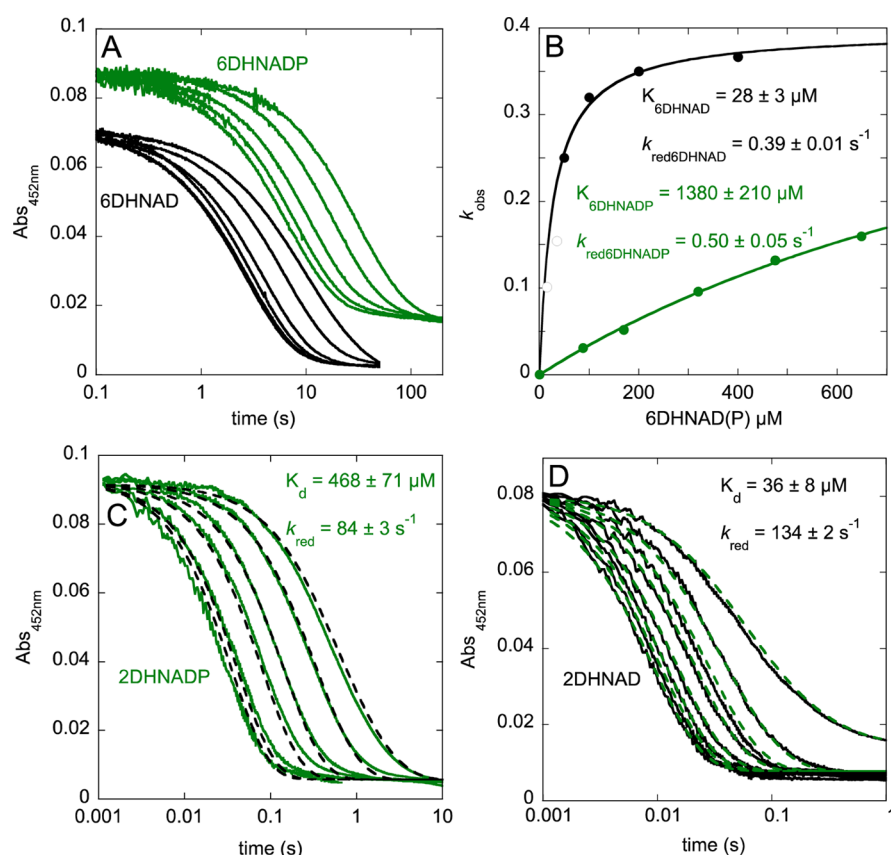 A
6DHNADP
6DHNAD
Abs452nm
0.1
0.08
0.06
0.04
0.02
0
0.1
1
10
100
time (s)
B
K6DHNAD = 28 ± 3 µM
kred6DHNAD = 0.39 ± 0.01 s-1
K6DHNADP = 1380 ± 210 µM
kred6DHNADP = 0.50 ± 0.05 s-1
kobs
0.4
0.3
0.2
0.1
0
0
200
400
600
6DHNAD(P) µM
C
Kd = 468 ± 71 µM
kred = 84 ± 3 s-1
2DHNADP
Abs452nm
0.1
0.08
0.06
0.04
0.02
0
0.001
0.01
0.1
1
10
time (s)
D
Kd = 36 ± 8 µM
kred = 134 ± 2 s-1
2DHNAD
Abs452nm
0.1
0.08
0.06
0.04
0.02
0
0.001
0.01
0.1
1
time (s)